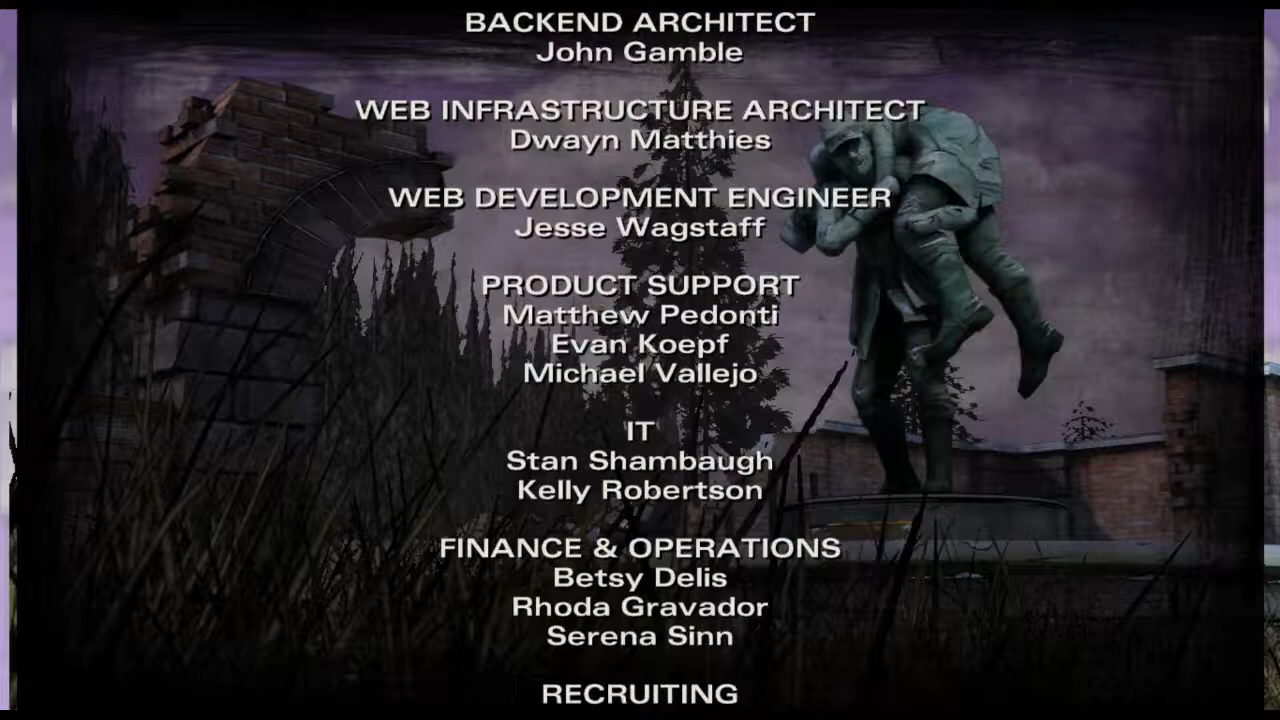 BACKEND ARCHITECT
John Gamble
WEB INFRASTRUCTURE ARCHITECT
Dwayn Matthies
WEB DEVELOPMENT ENGINEER
Jesse Wagstaff
PRODUCT SUPPORT
Matthew Pedonti
Evan Koepf
Michael Vallejo
IT
Stan Shambaugh
Kelly Robertson
FINANCE & OPERATIONS
Betsy Delis
Rhoda Gravador
Serena Sinn
RECRUITING